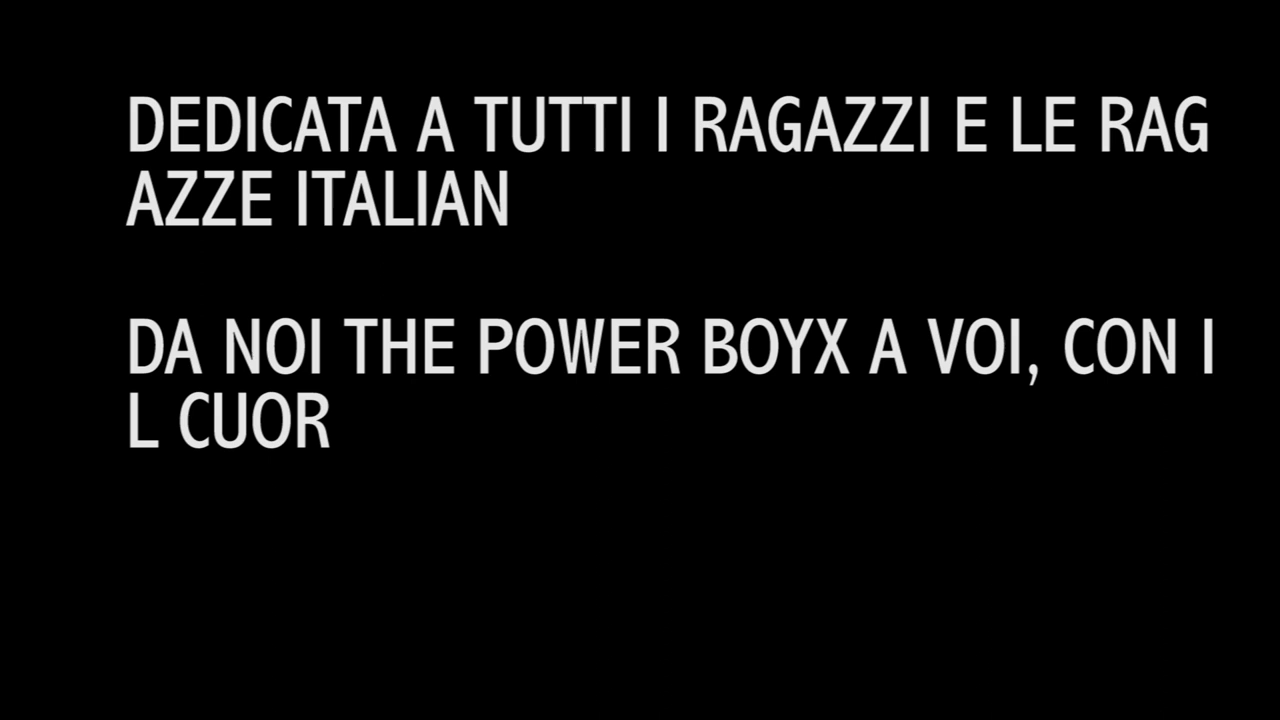 DEDICATA A TUTTI I RAGAZZI E LE RAG
AZZE ITALIAN
DA NOI THE POWER BOYX A VOI, CON I
L CUOR